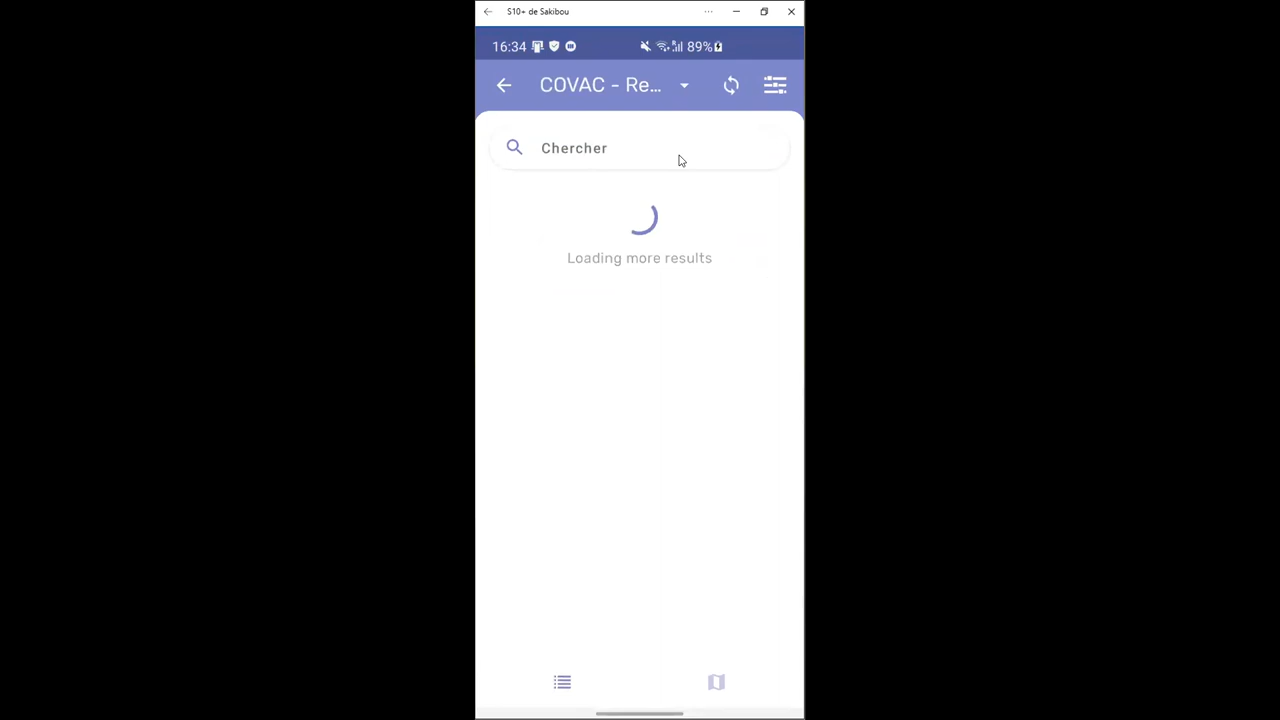 S10+ de Sakibou
16:34
89%
COVAC - Re...
Chercher
Loading more results